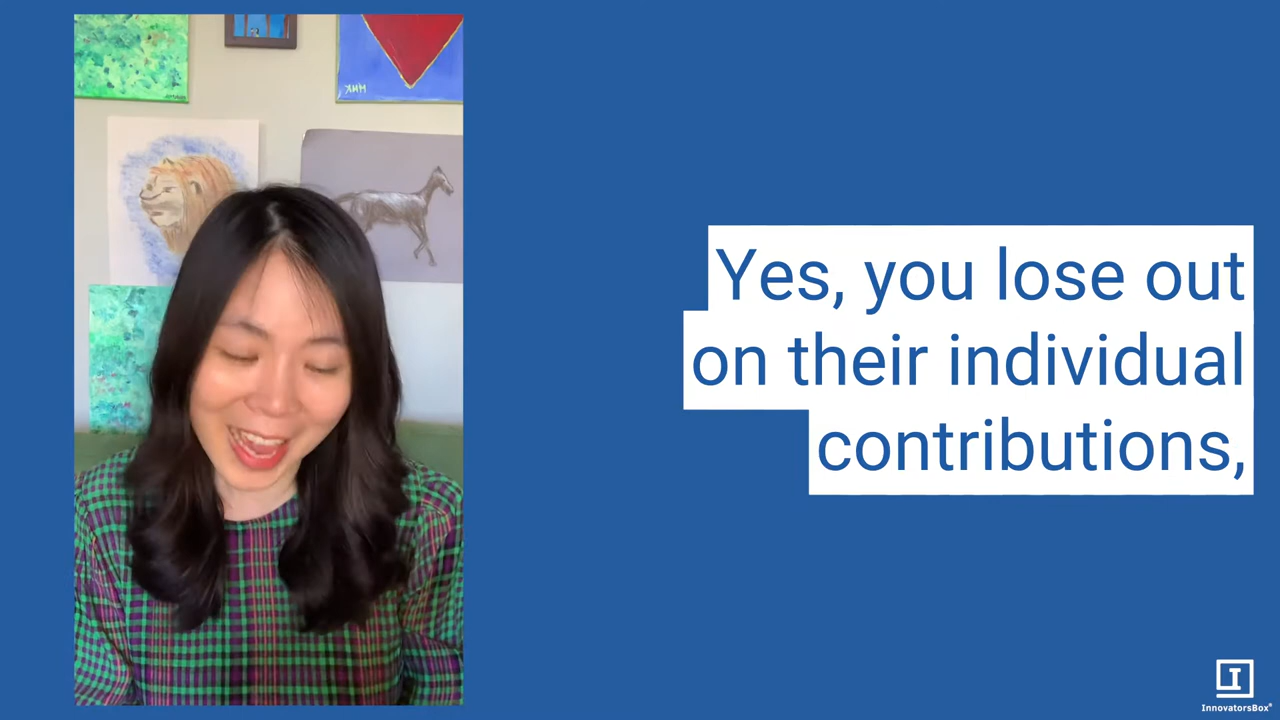 Yes, you lose out
on their individual
contributions,
InnovatorsBox®